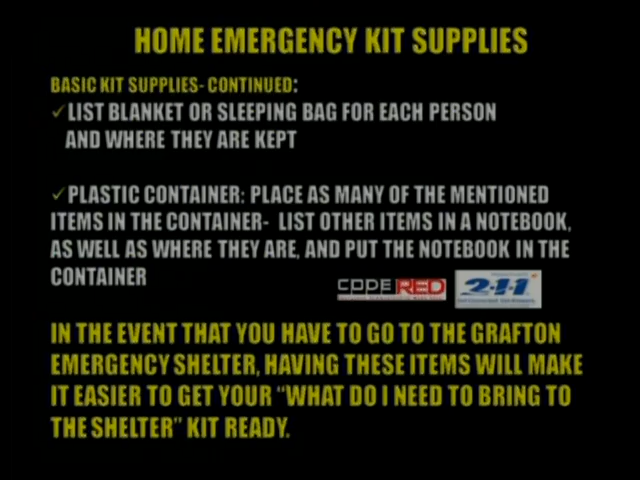 HOME EMERGENCY KIT SUPPLIES
BASIC KIT SUPPLIES- CONTINUED:
✓LIST BLANKET OR SLEEPING BAG FOR EACH PERSON
AND WHERE THEY ARE KEPT
✓PLASTIC CONTAINER: PLACE AS MANY OF THE MENTIONED
ITEMS IN THE CONTAINER- LIST OTHER ITEMS IN A NOTEBOOK,
AS WELL AS WHERE THEY ARE, AND PUT THE NOTEBOOK IN THE
CONTAINER
CODE RED
2-1-1
IN THE EVENT THAT YOU HAVE TO GO TO THE GRAFTON
EMERGENCY SHELTER, HAVING THESE ITEMS WILL MAKE
IT EASIER TO GET YOUR “WHAT DO I NEED TO BRING TO
THE SHELTER” KIT READY.